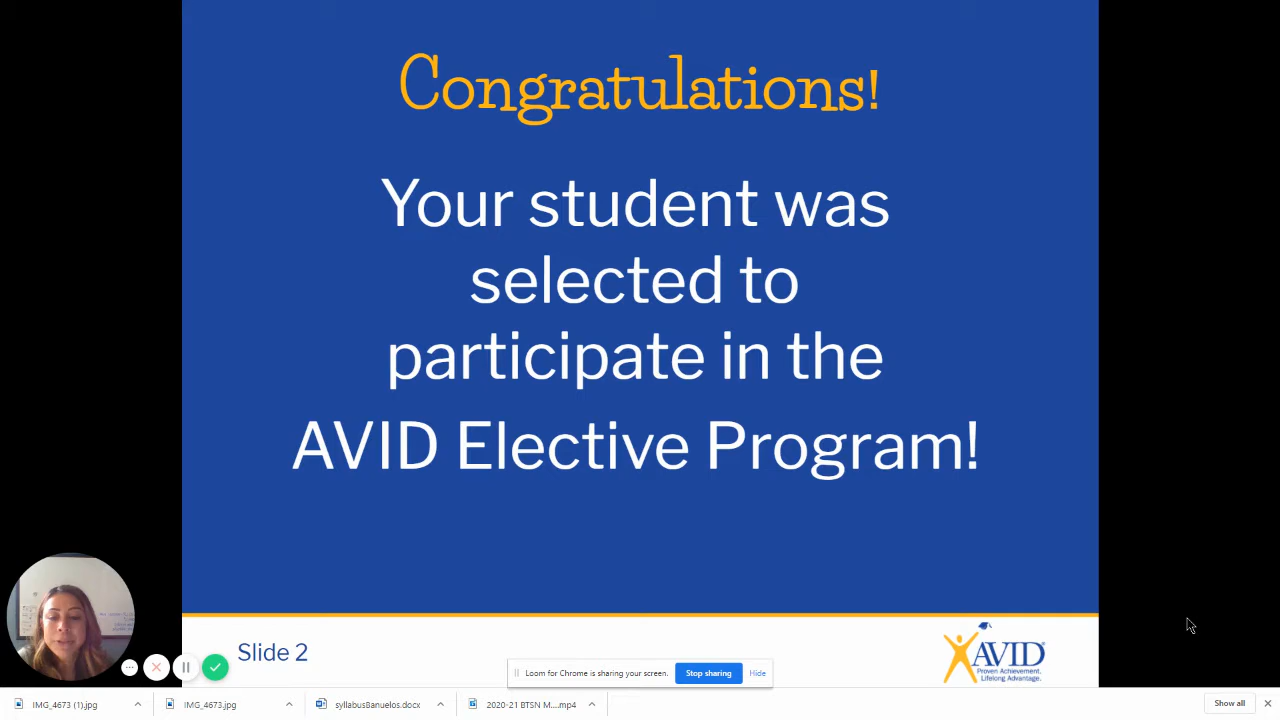 Congratulations!
Your student was
selected to
participate in the
AVID Elective Program!
Slide 2
AVID®
Proven Achievement.
Lifelong Advantage.
Loom for Chrome is sharing your screen.
Stop sharing
Hide
IMG_4673 (1).jpg
IMG_4673.jpg
syllabus8anuelos.docx
2020-21 BTSN M....mp4
Show all